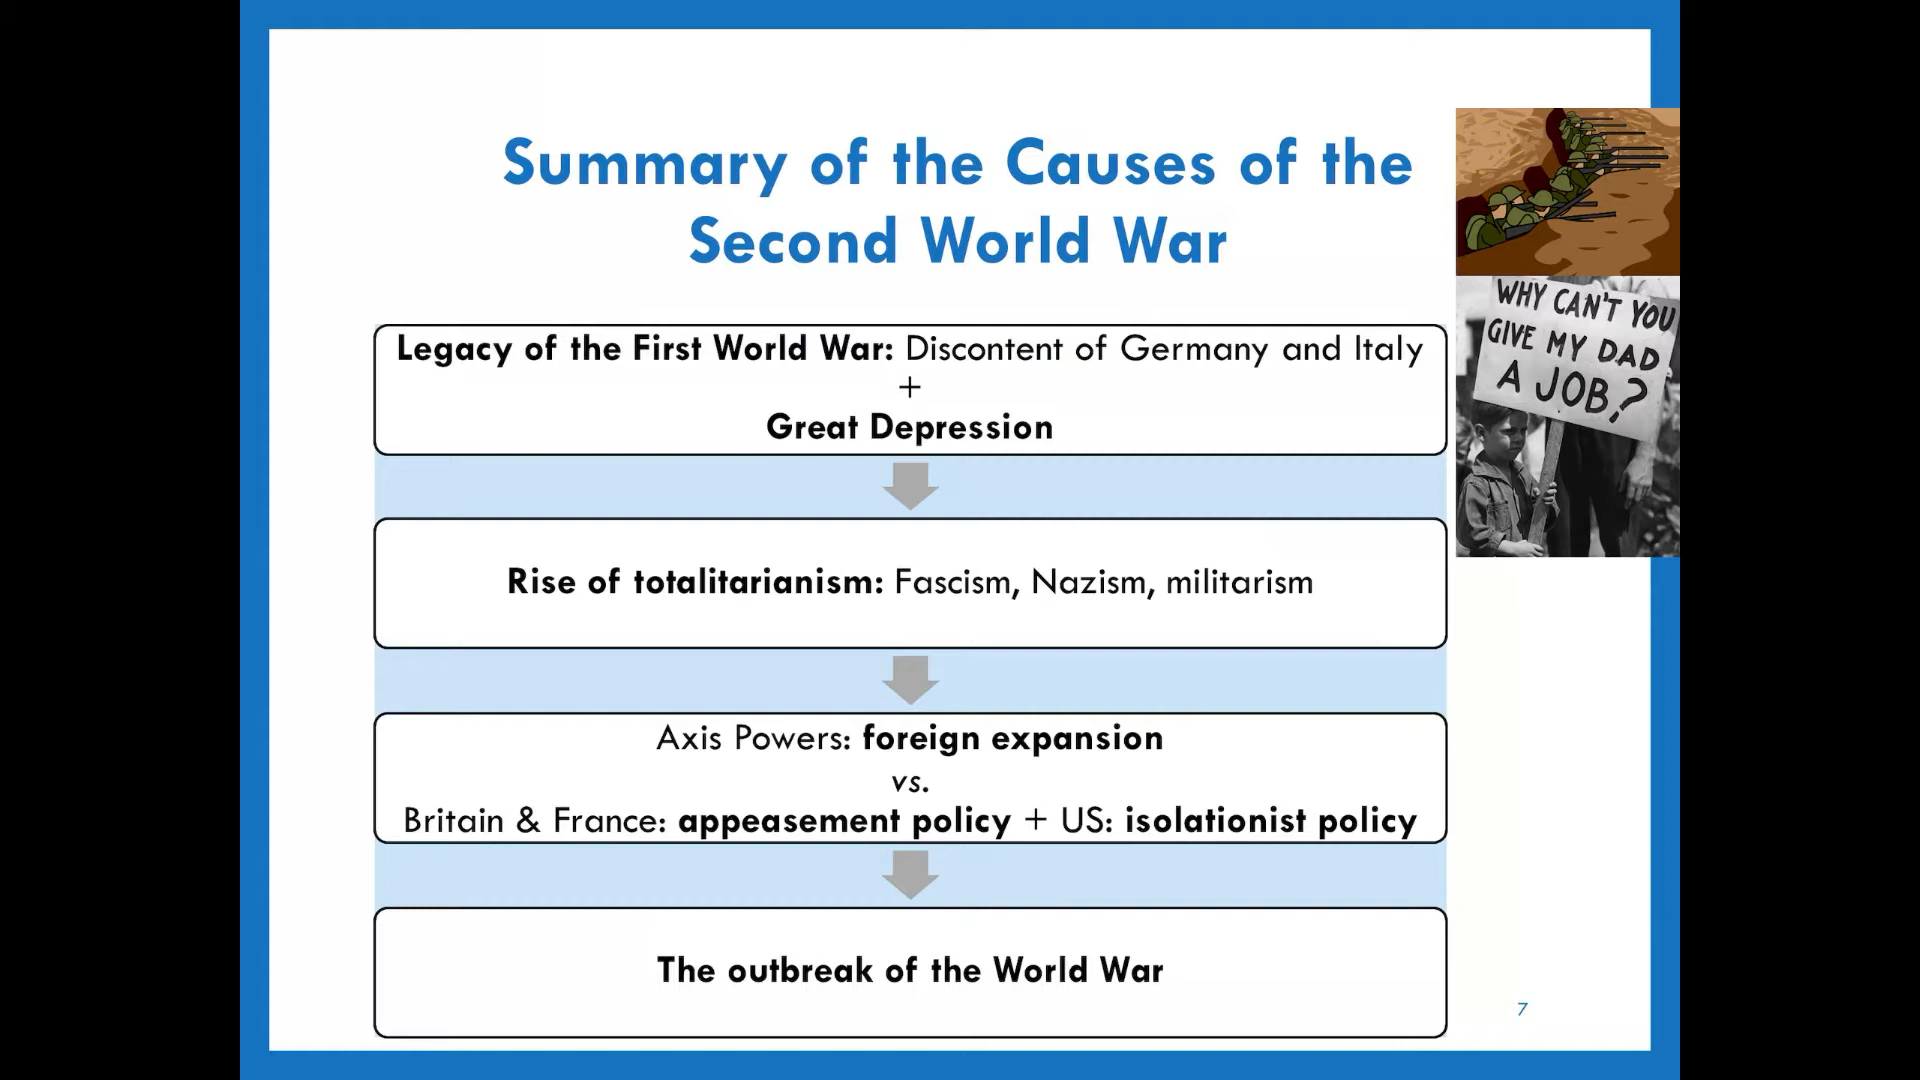 Summary of the Causes of the
Second World War
WHY CAN'T YOU
GIVE MY DAD
A JOB?
Legacy of the First World War: Discontent of Germany and Italy
+
Great Depression
Rise of totalitarianism: Fascism, Nazism, militarism
Axis Powers: foreign expansion
vs.
Britain & France: appeasement policy + US: isolationist policy
The outbreak of the World War
7